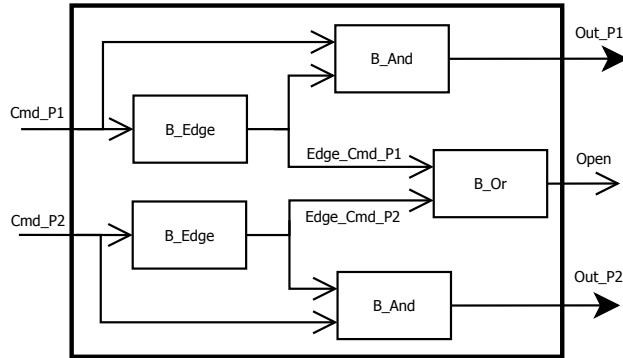 Out_P1
B_And
Cmd_P1
B_Edge
Edge_Cmd_P1
Open
B_Or
Cmd_P2
B_Edge
Edge_Cmd_P2
Out_P2
B_And